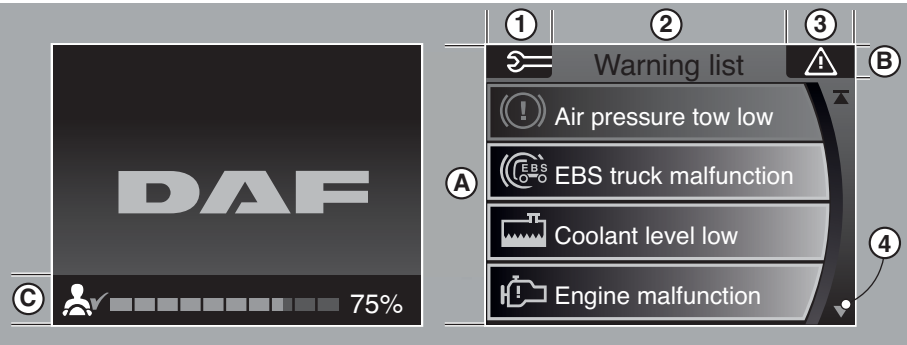 1
2
3
B
Warning list
Air pressure tow low
A
EBS
EBS truck malfunction
DAF
Coolant level low
4
C
75%
Engine malfunction